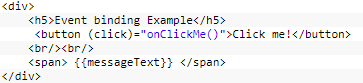 <div>
<h5>Event binding Example</h5>
<button (click)="onClickMe()">Click me!</button>
<br/><br/>
<span> {{messageText}} </span>
</div>